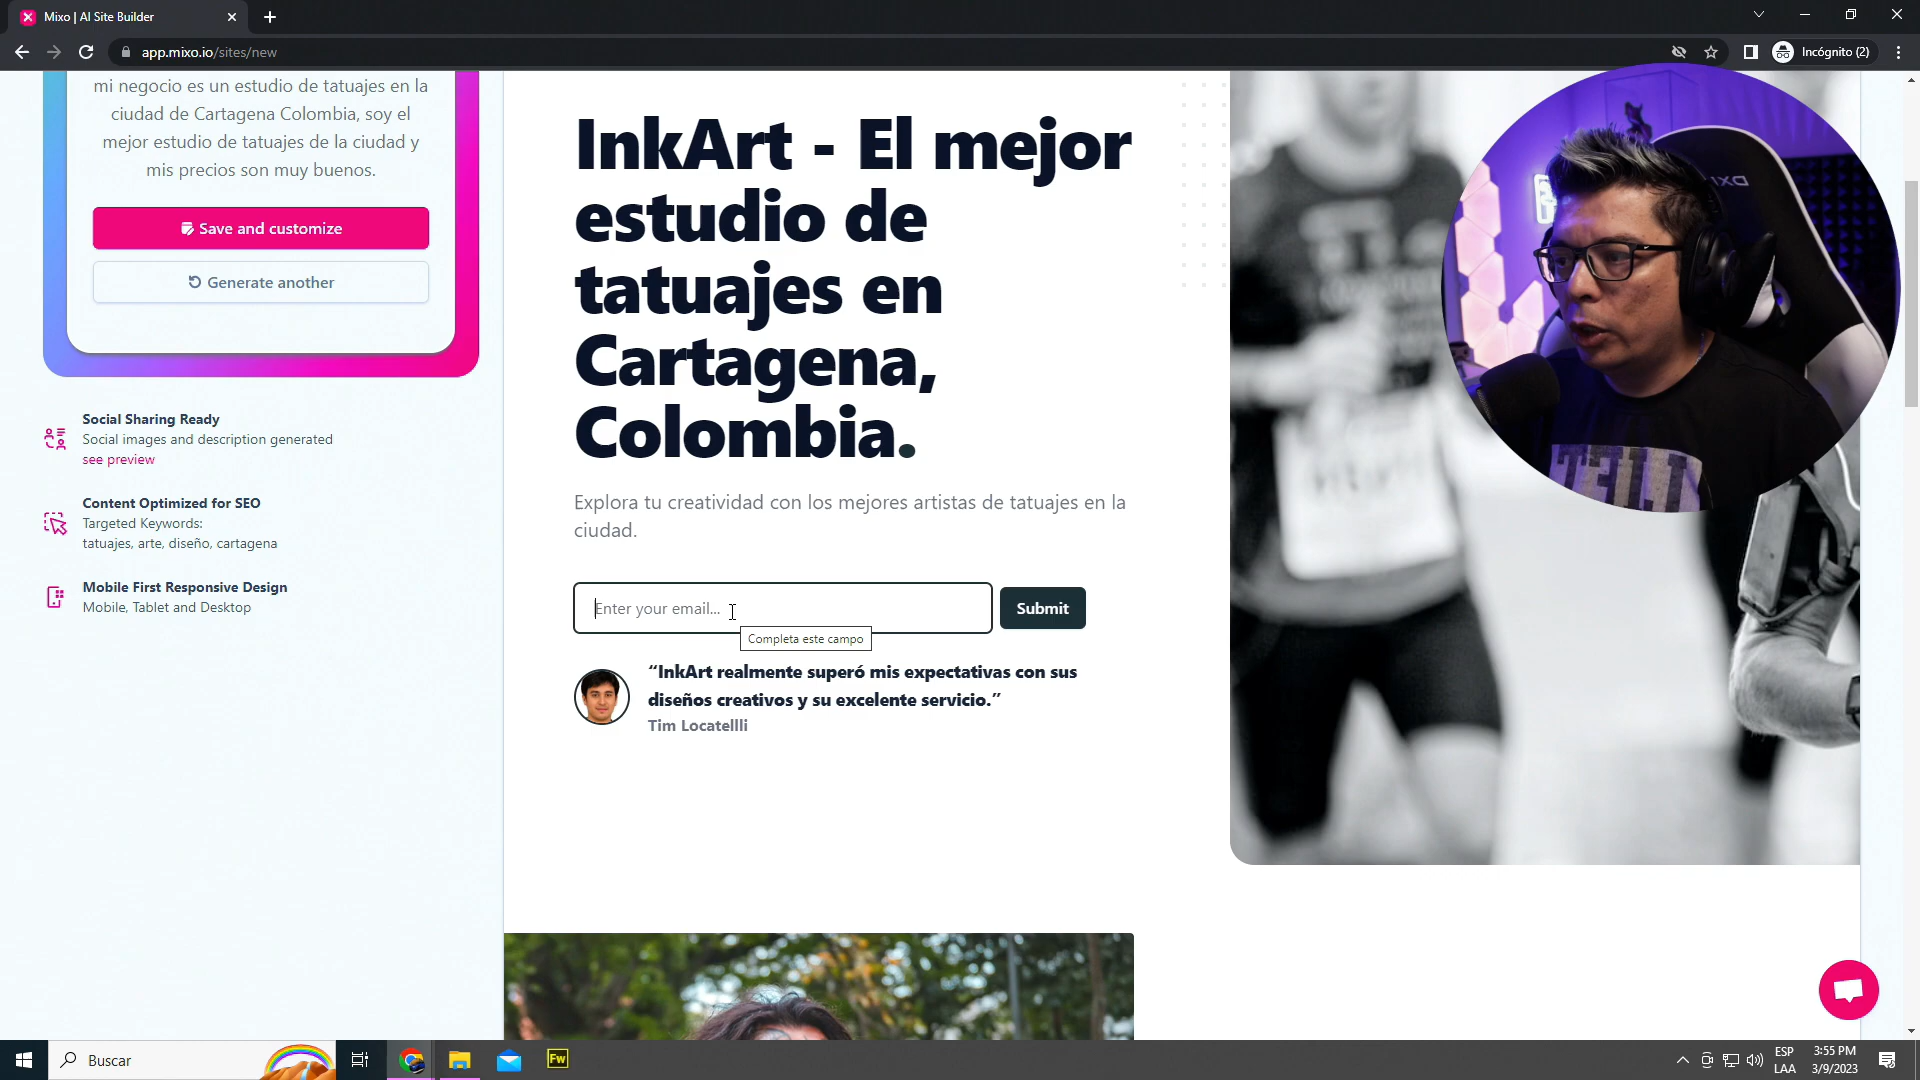 Mixo | AI Site Builder
app.mixo.io/sites/new
Incógnito (2)
mi negocio es un estudio de tatuajes en la
ciudad de Cartagena Colombia, soy el
mejor estudio de tatuajes de la ciudad y
mis precios son muy buenos.
Save and customize
Generate another
Social Sharing Ready
Social images and description generated
see preview
Content Optimized for SEO
Targeted Keywords:
tatuajes, arte, diseño, cartagena
Mobile First Responsive Design
Mobile, Tablet and Desktop
InkArt - El mejor
estudio de
tatuajes en
Cartagena,
Colombia.
Explora tu creatividad con los mejores artistas de tatuajes en la
ciudad.
Enter your email...
Submit
Completa este campo
“InkArt realmente superó mis expectativas con sus
diseños creativos y su excelente servicio.”
Tim Locatellli
Buscar
Fw
ESP
LAA
3:55 PM
3/9/2023